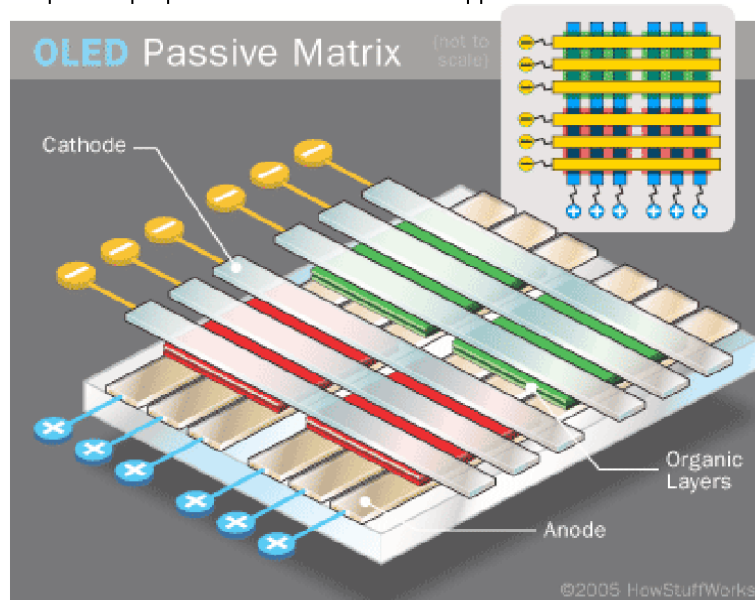 OLED Passive Matrix
(not to
scale)
Cathode
Organic
Layers
Anode
©2005 HowStuffWorks